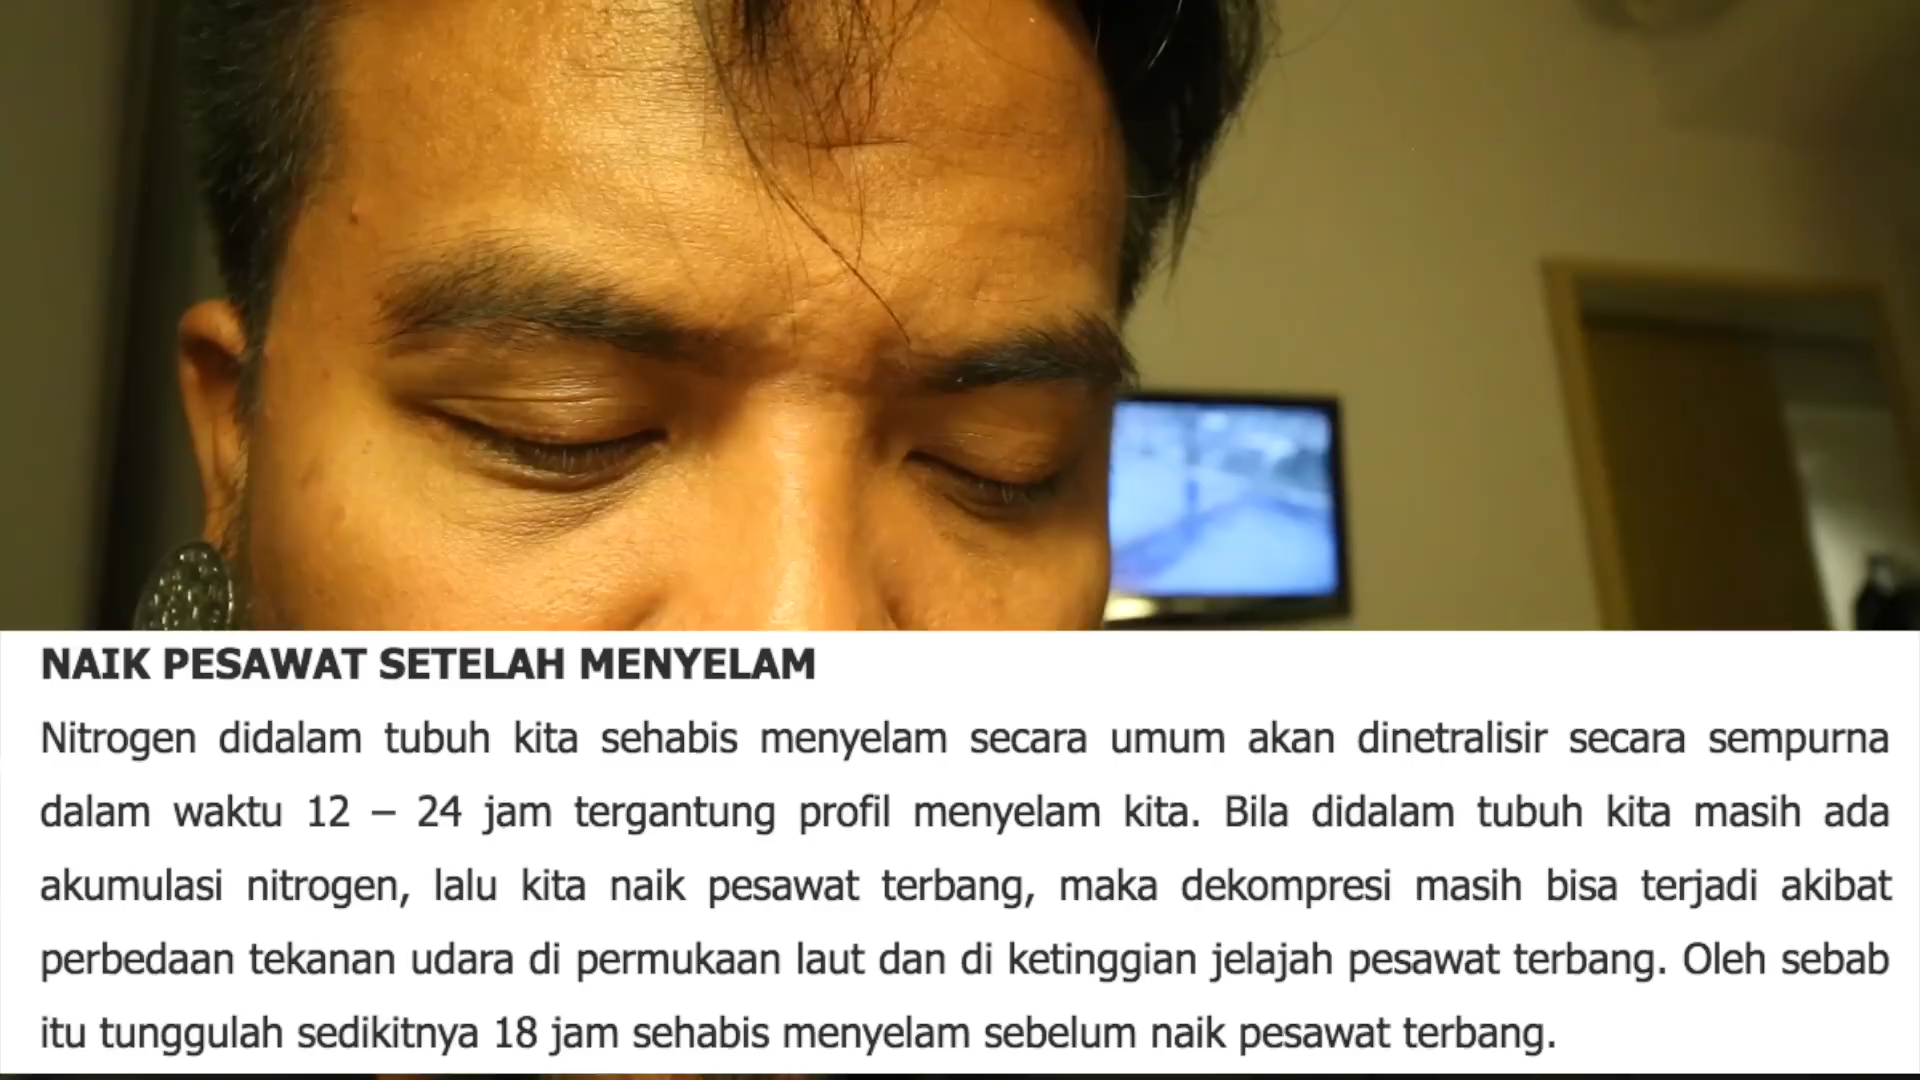 NAIK PESAWAT SETELAH MENYELAM
Nitrogen didalam tubuh kita sehabis menyelam secara umum akan dinetralisir secara sempurna
dalam waktu 12 – 24 jam tergantung profil menyelam kita. Bila didalam tubuh kita masih ada
akumulasi nitrogen, lalu kita naik pesawat terbang, maka dekompresi masih bisa terjadi akibat
perbedaan tekanan udara di permukaan laut dan di ketinggian jelajah pesawat terbang. Oleh sebab
itu tunggulah sedikitnya 18 jam sehabis menyelam sebelum naik pesawat terbang.